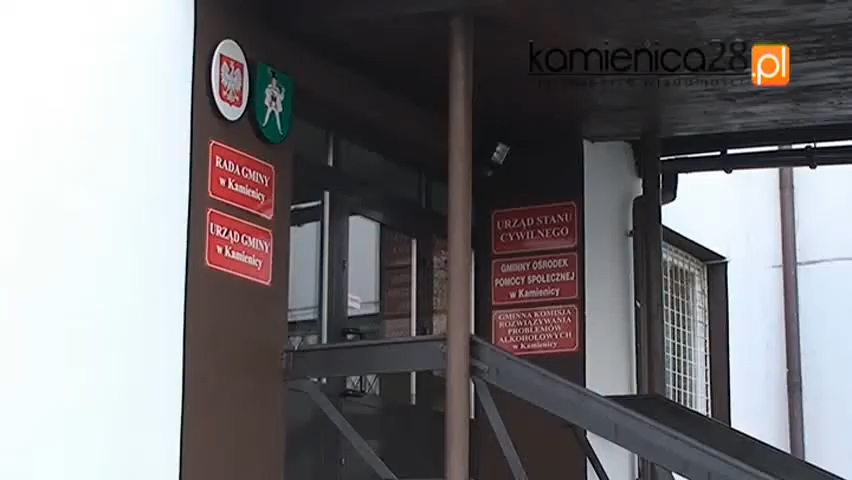 kamienica28.pl
RADA GMINY
w Kamienicy
URZĄD GMINY
w Kamienicy
URZĄD STANU
CYWILNEGO
GMINNY OŚRODEK
POMOCY SPOŁECZNEJ
w Kamienicy
GMINNA KOMISJA
ROZWIĄZYWANIA
PROBLEMÓW
ALKOHOLOWYCH
w Kamienicy